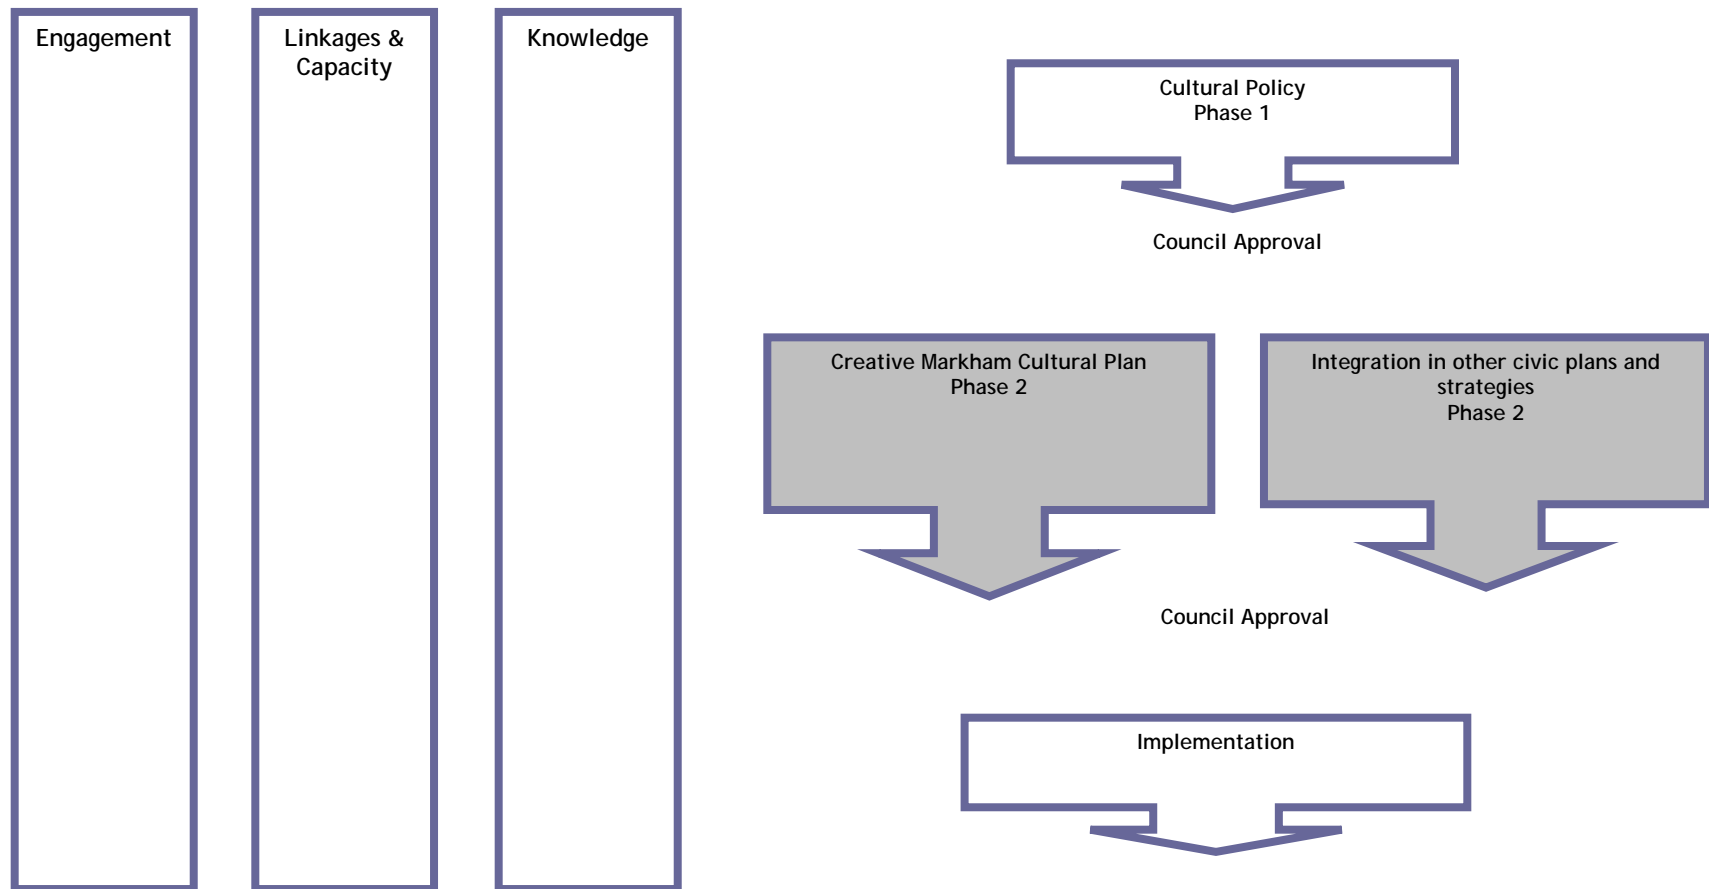 Engagement
Linkages &
Capacity
Knowledge
Cultural Policy
Phase 1
Council Approval
Creative Markham Cultural Plan
Phase 2
Integration in other civic plans and
strategies
Phase 2
Council Approval
Implementation